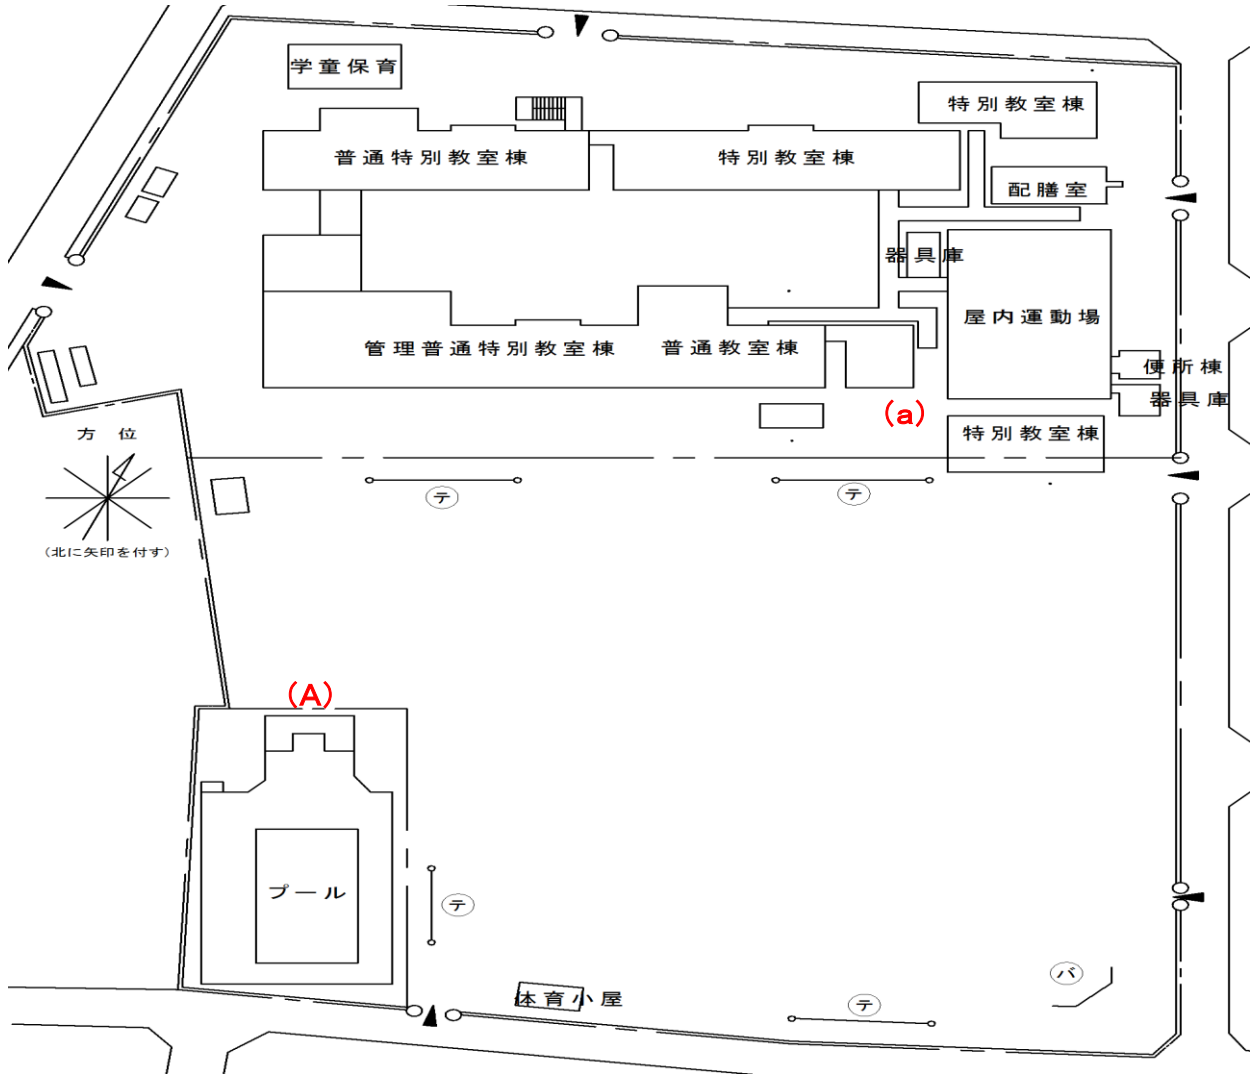 学童保育
特別教室棟
普通特別教室棟
特別教室棟
配膳室
器具庫
屋内運動場
管理普通特別教室棟
普通教室棟
便所棟
器具庫
(a)
特別教室棟
方位
テ
テ
(北に矢印を付す)
(A)
プール
テ
バ
体育小屋
テ